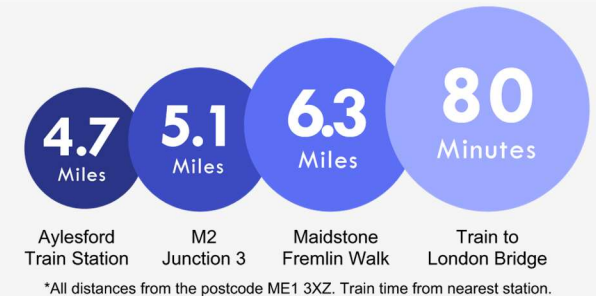 4.7
Miles
5.1
Miles
6.3
Miles
80
Minutes
Aylesford
Train Station
M2
Junction 3
Maidstone
Fremlin Walk
Train to
London Bridge
*All distances from the postcode ME1 3XZ. Train time from nearest station.